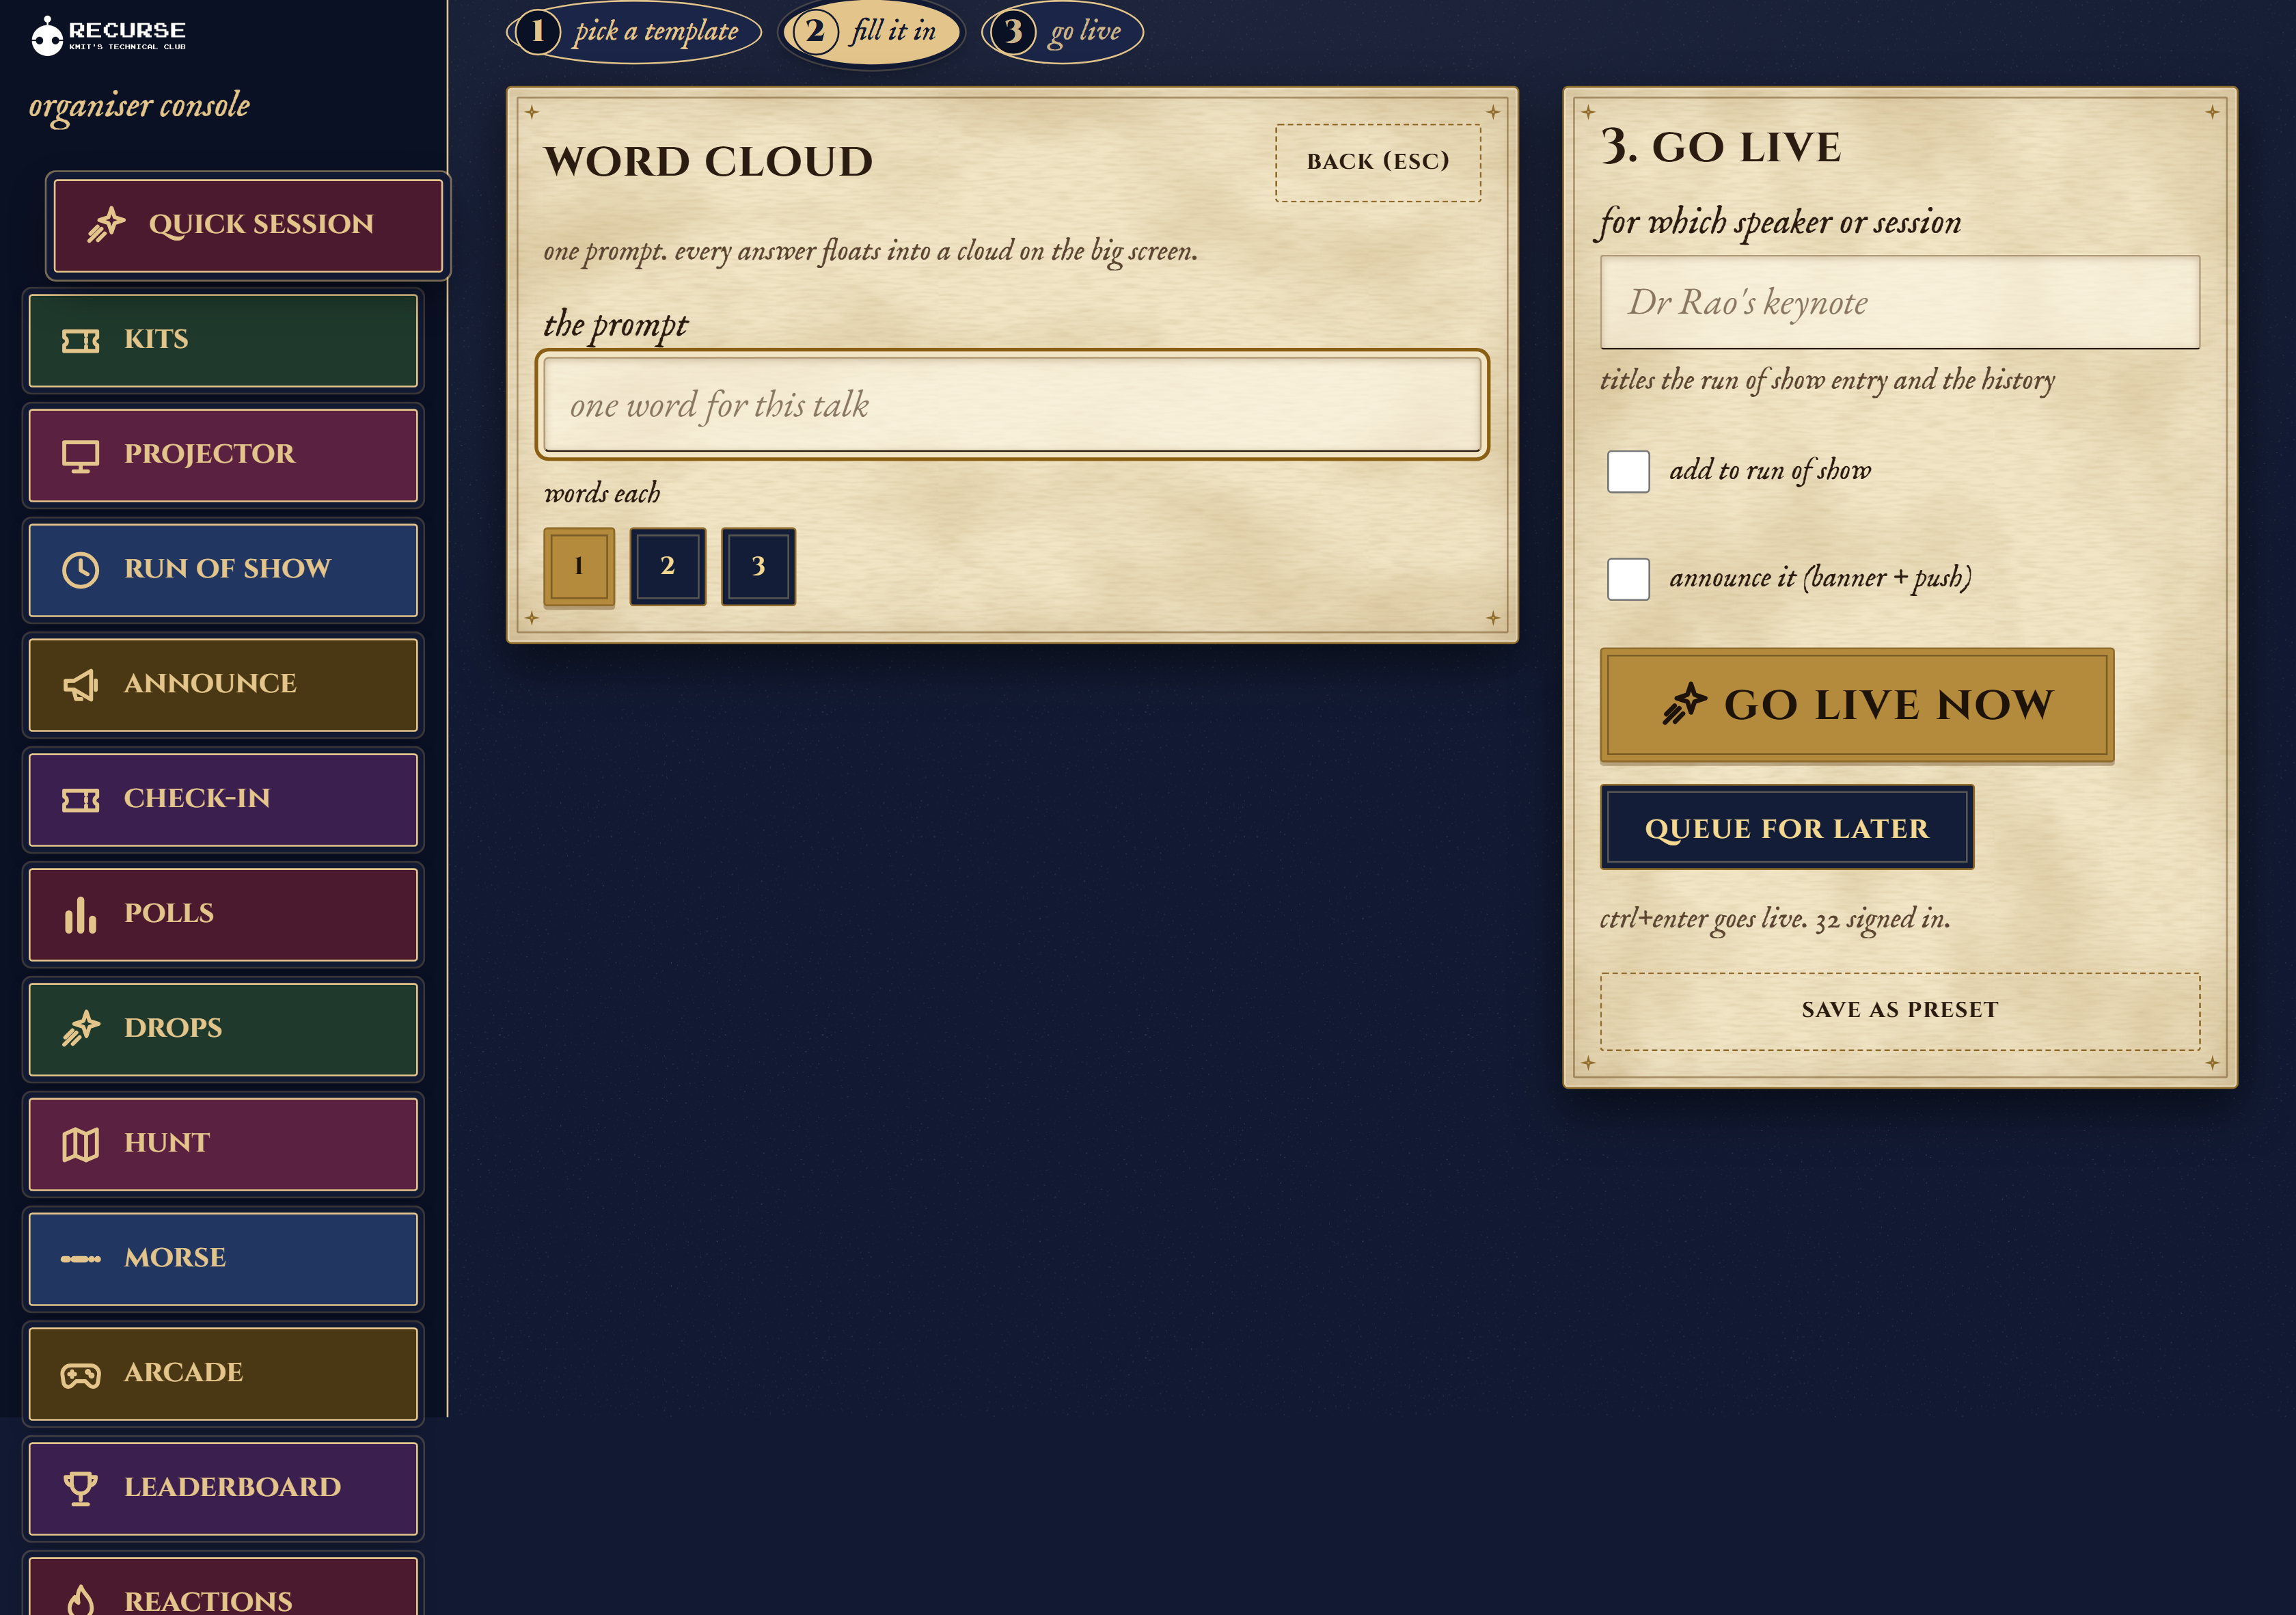 RECURSE
KMIT'S TECHNICAL CLUB
organiser console
QUICK SESSION
KITS
PROJECTOR
RUN OF SHOW
ANNOUNCE
CHECK-IN
POLLS
DROPS
HUNT
MORSE
ARCADE
LEADERBOARD
REACTIONS
1 pick a template
2 fill it in
3 go live
WORD CLOUD
BACK (ESC)
one prompt. every answer floats into a cloud on the big screen.
the prompt
one word for this talk
words each
1 2 3
3. GO LIVE
for which speaker or session
Dr Rao's keynote
titles the run of show entry and the history
add to run of show
announce it (banner + push)
GO LIVE NOW
QUEUE FOR LATER
ctrl+enter goes live. 32 signed in.
SAVE AS PRESET